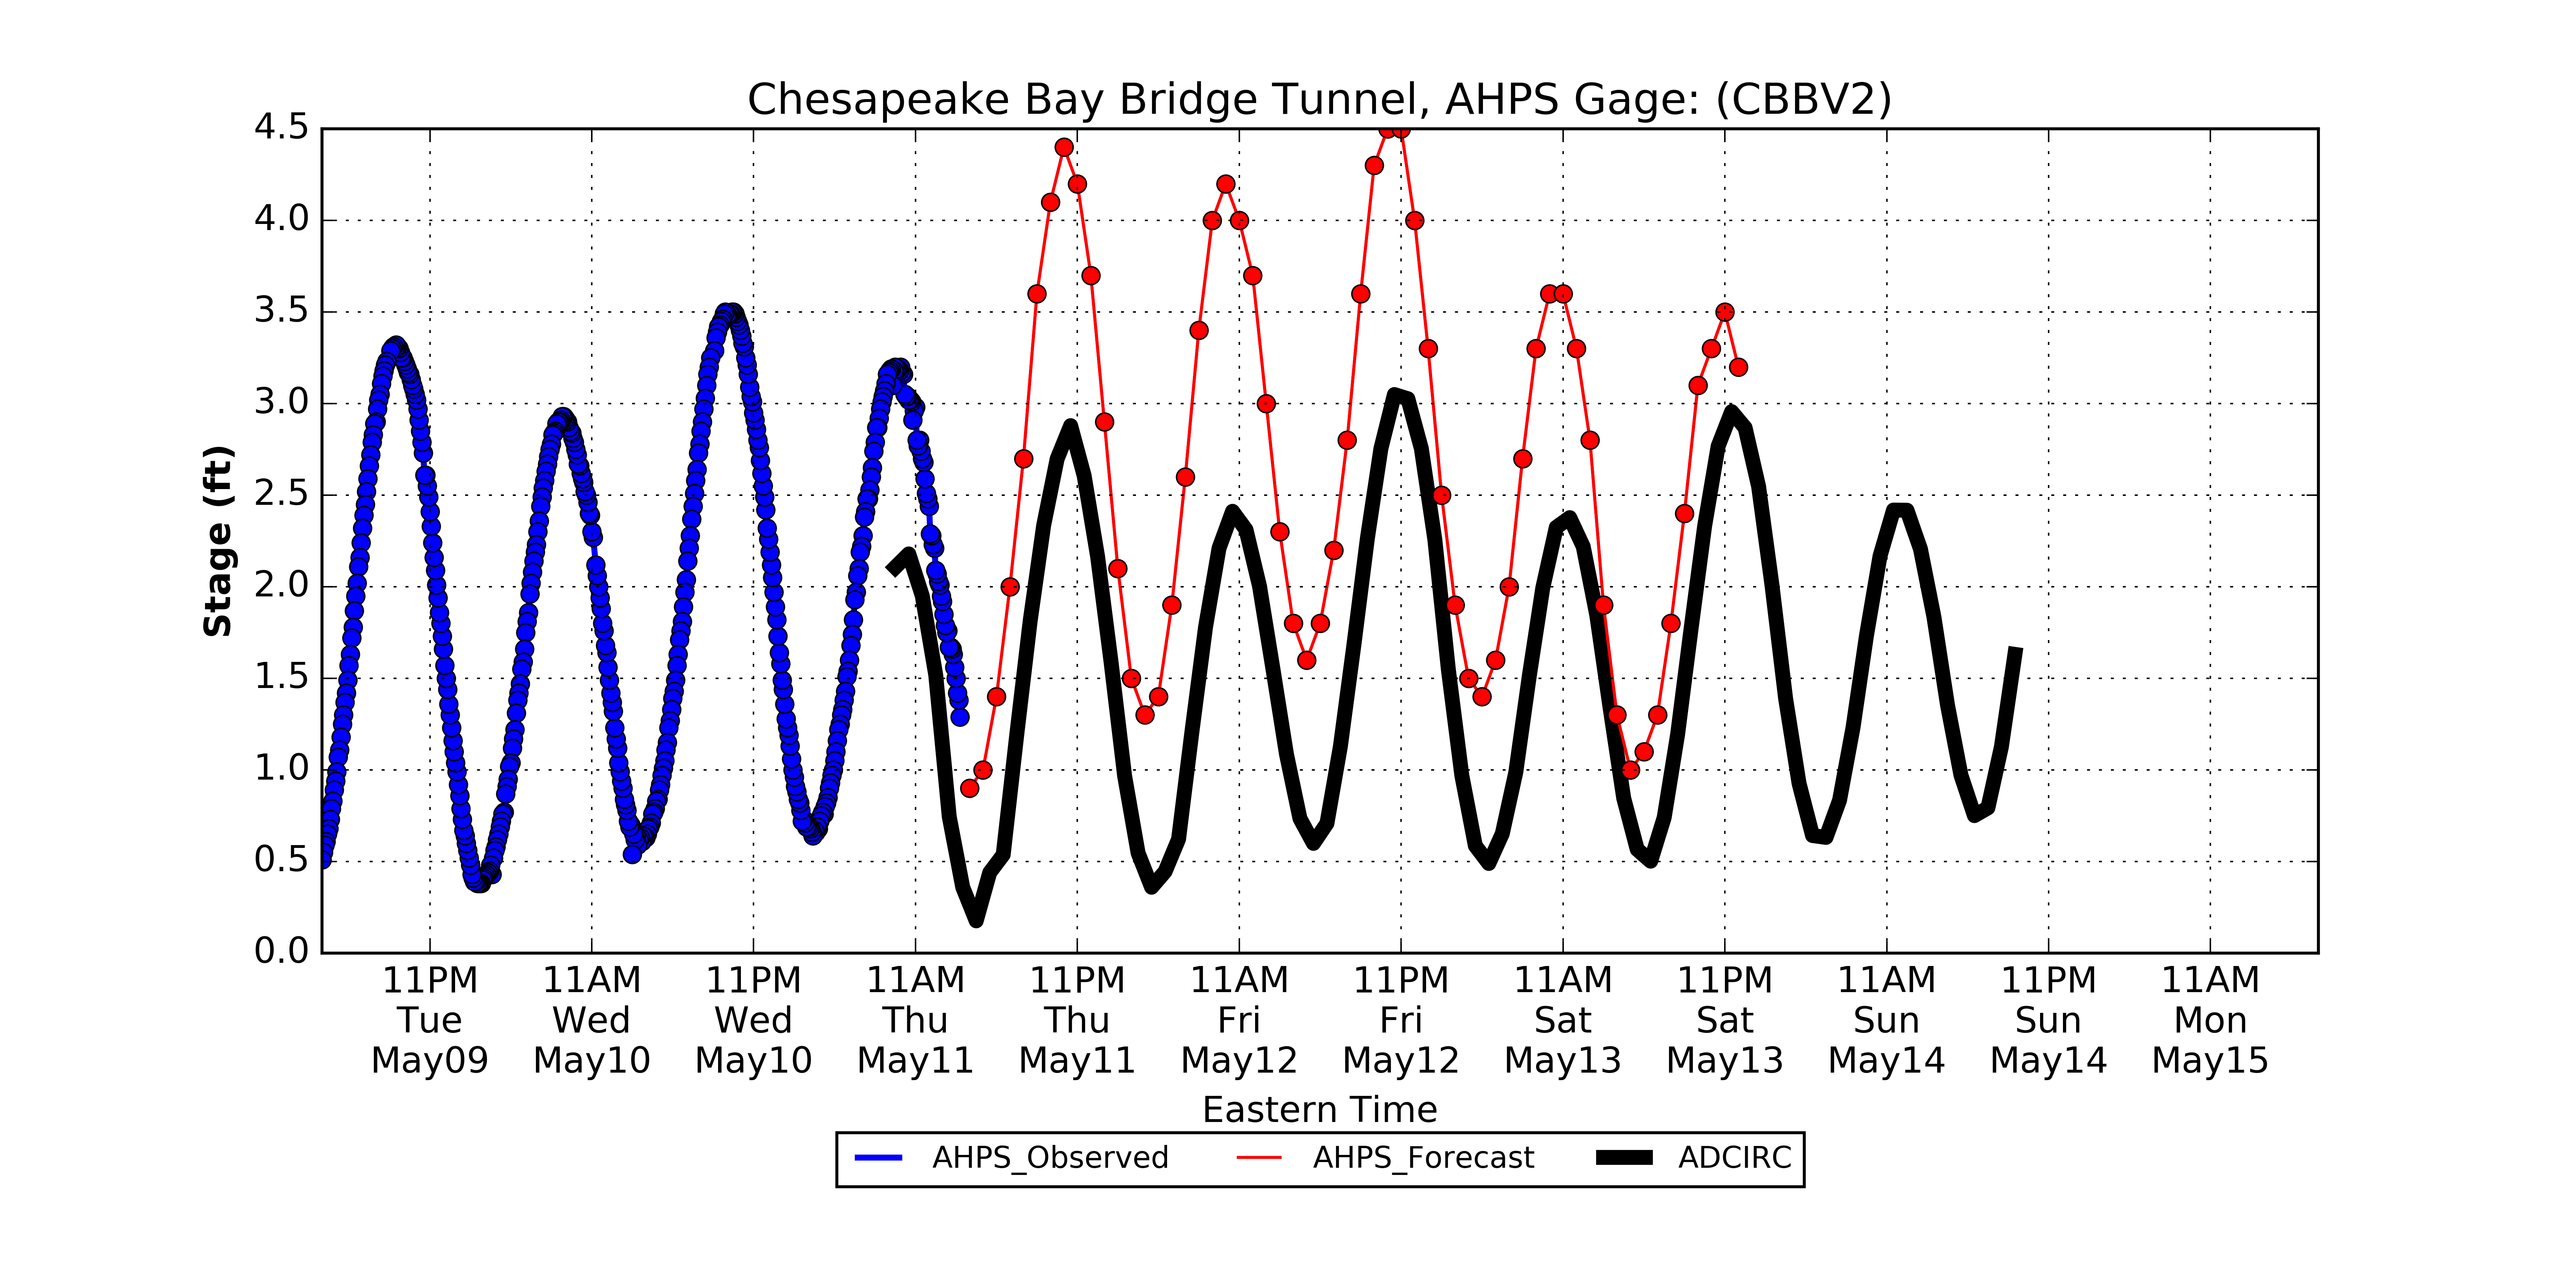 Chesapeake Bay Bridge Tunnel, AHPS Gage: (CBBV2)
4.5
4.0
3.5
3.0
2.5
2.0
1.5
1.0
0.5
0.0
Stage (ft)
11PM 11AM 11PM 11AM 11PM 11AM 11PM 11AM 11PM 11AM 11PM 11AM
Tue Wed Wed Thu Thu Fri Fri Sat Sat Sun Sun Mon
May09 May10 May10 May11 May11 May12 May12 May13 May13 May14 May14 May15
Eastern Time
AHPS_Observed AHPS_Forecast ADCIRC